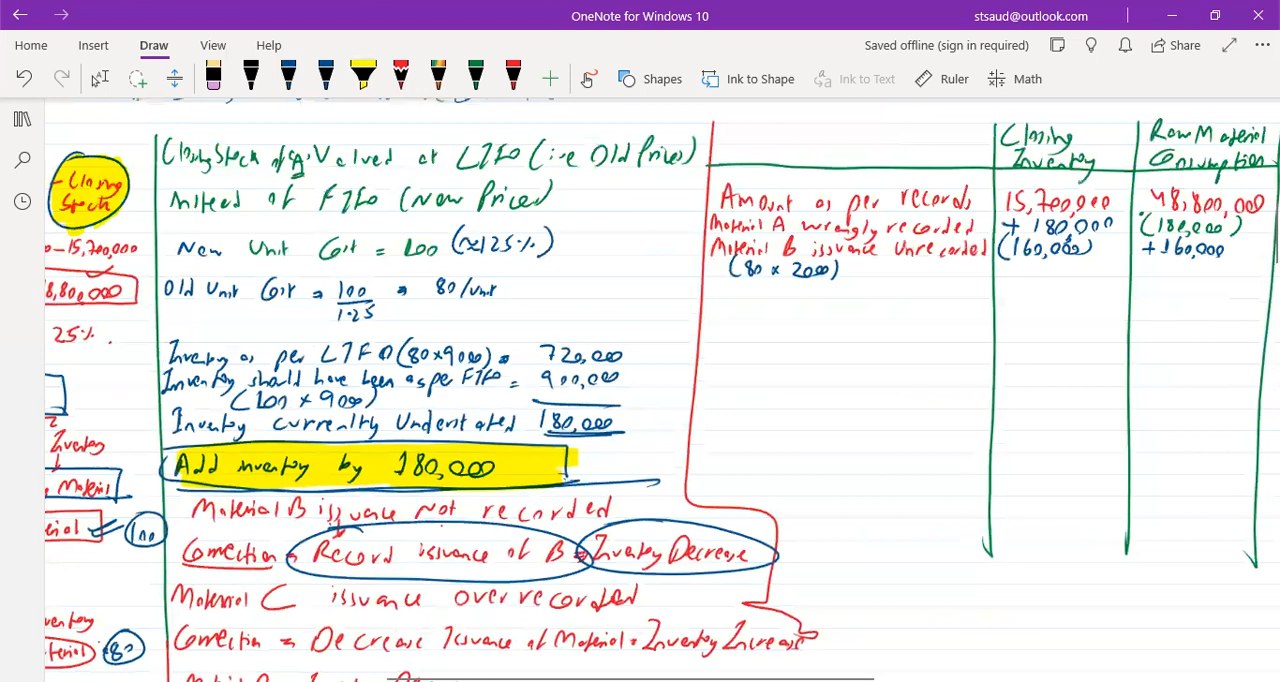 OneNote for Windows 10
stsaud@outlook.com
Home Insert Draw View Help
Saved offline (sign in required)
Share
Shapes
Ink to Shape
Ink to Text
Ruler
Math
- Closing
Stock
0-15,700,000
8,80,000
25%.
Inventory
Material
erial 100
ventory
terial 80
Closing Stock of A Valued at LIFO (i.e Old Prices)
instead of FIFO (New Prices)
New Unit Cost = 100 (125%)
Old Unit Cost = 100/1.25 = 80/unit
Inventory as per LIFO (80×9000) = 720,000
Inventory should have been as per FIFO = 900,000
(100 × 900)
Inventory currently Understated 180,000
Add inventory by 180,000
Material B issuance Not recorded
Correction = Record issuance of B = Inventory Decrease
Material C issuance over recorded
Correction = Decrease Issuance of Material = Inventory Increase
Closing Inventory
Raw Material Consumption
Amount as per records 15,700,000 48,800,000
Material A wrongly recorded + 180,000 (180,000)
Material B issuance Unrecorded (160,000) + 160,000
(80 × 2000)